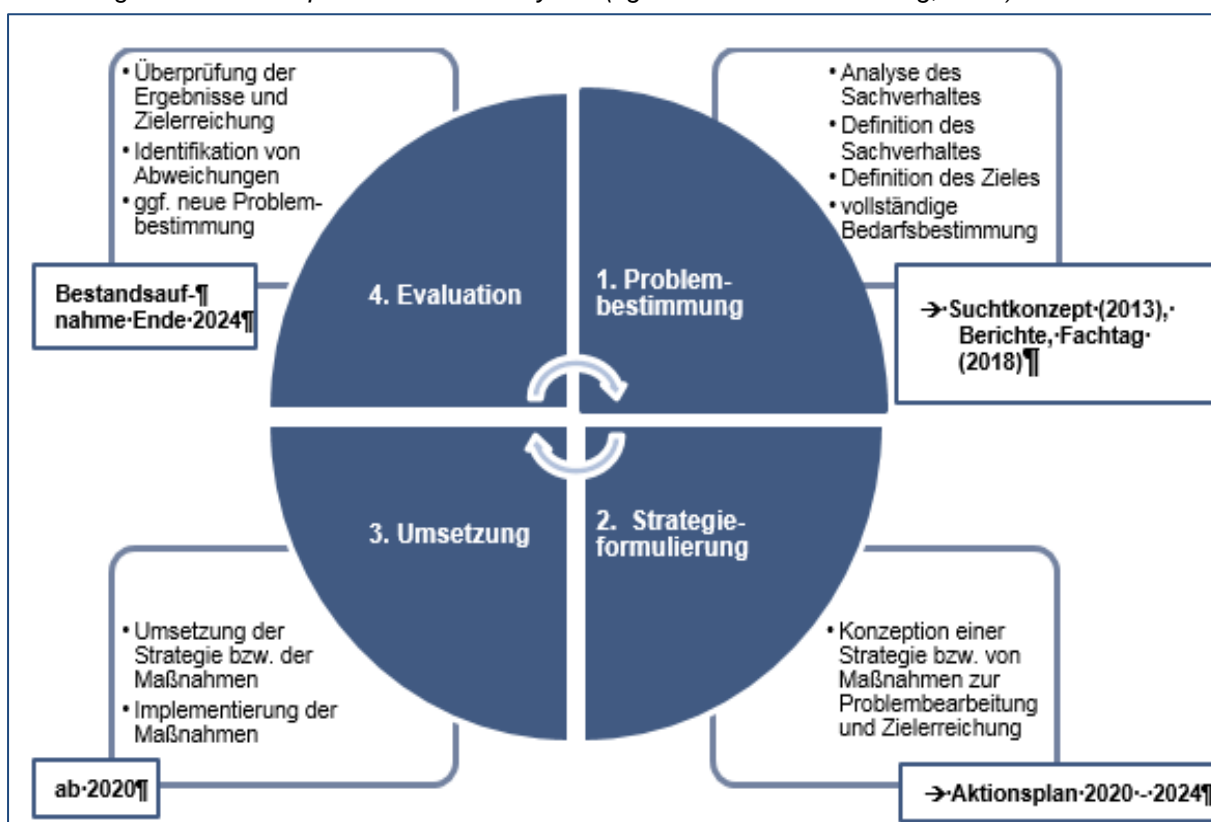 • Überprüfung der
Ergebnisse und
Zielerreichung
• Identifikation von
Abweichungen
• ggf. neue Problem-
bestimmung
Bestandsauf-¶
nahme·Ende·2024¶
4. Evaluation
• Analyse des
Sachverhaltes
• Definition des
Sachverhaltes
• Definition des Zieles
• vollständige
Bedarfsbestimmung
1. Problem-
bestimmung
→·Suchtkonzept·(2013),·
Berichte,·Fachtag·
(2018)¶
3. Umsetzung
• Umsetzung der
Strategie bzw. der
Maßnahmen
• Implementierung der
Maßnahmen
ab·2020¶
2. Strategie-
formulierung
• Konzeption einer
Strategie bzw. von
Maßnahmen zur
Problembearbeitung
und Zielerreichung
→·Aktionsplan·2020·-·2024¶